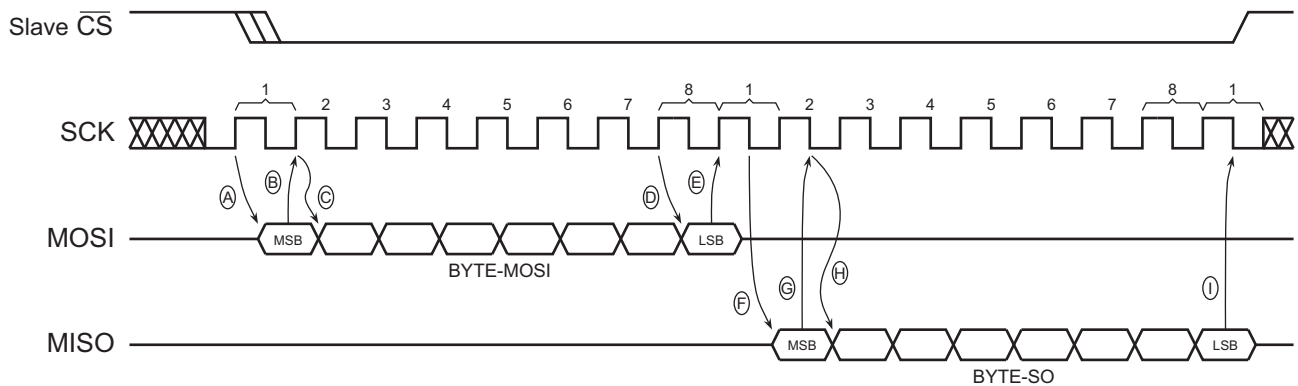 Slave CS
1 2 3 4 5 6 7 8 1 2 3 4 5 6 7 8 1
SCK
A B C D E
MOSI MSB LSB
BYTE-MOSI
F G H I
MISO MSB LSB
BYTE-SO